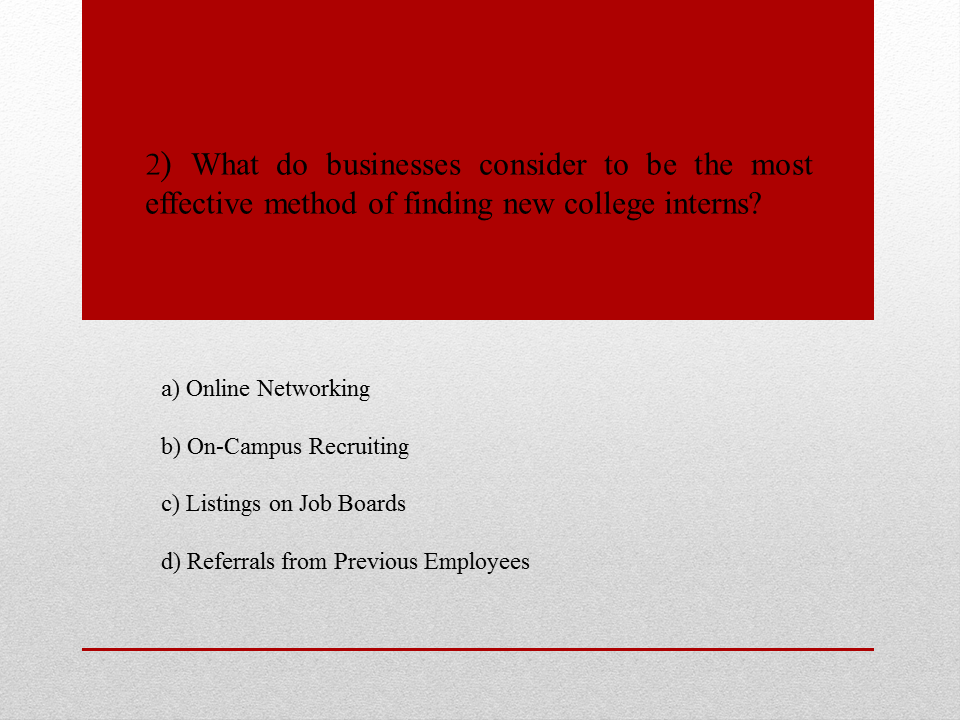 2) What do businesses consider to be the most
effective method of finding new college interns?
a) Online Networking
b) On-Campus Recruiting
c) Listings on Job Boards
d) Referrals from Previous Employees